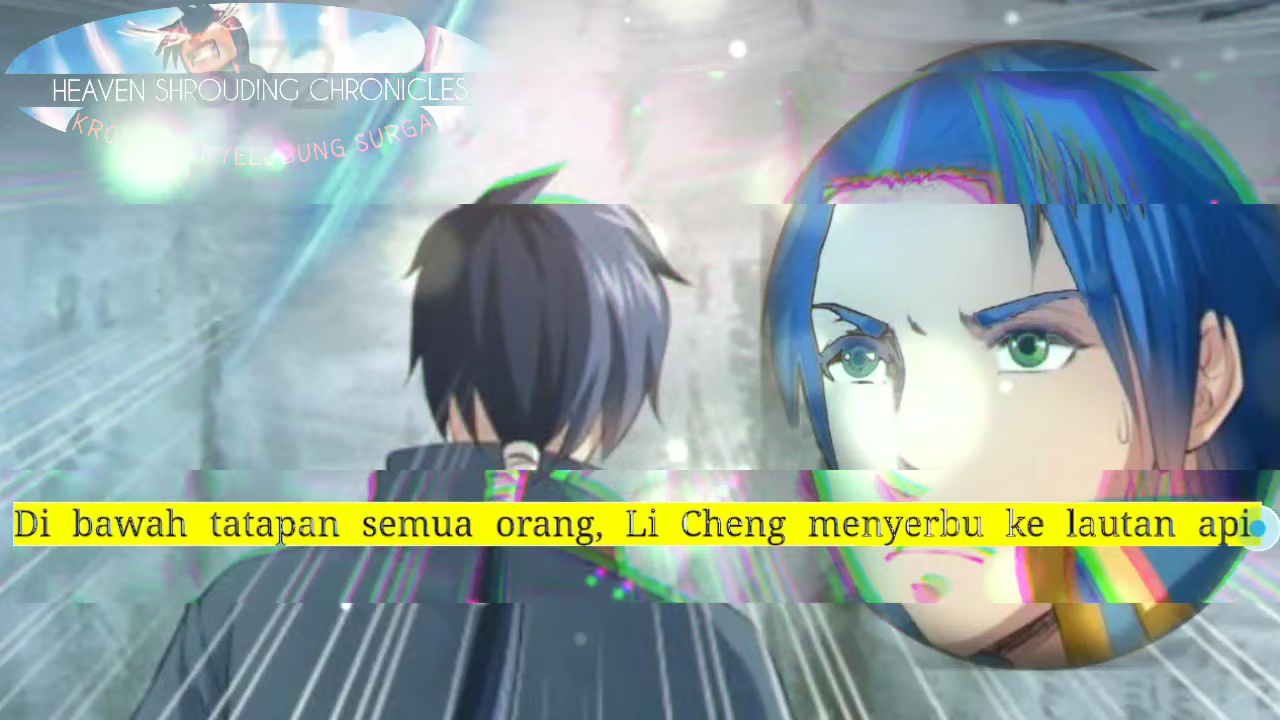 HEAVEN SHROUDING CHRONICLES
SURGA
Di bawah tatapan semua orang, Li Cheng menyerbu ke lautan api